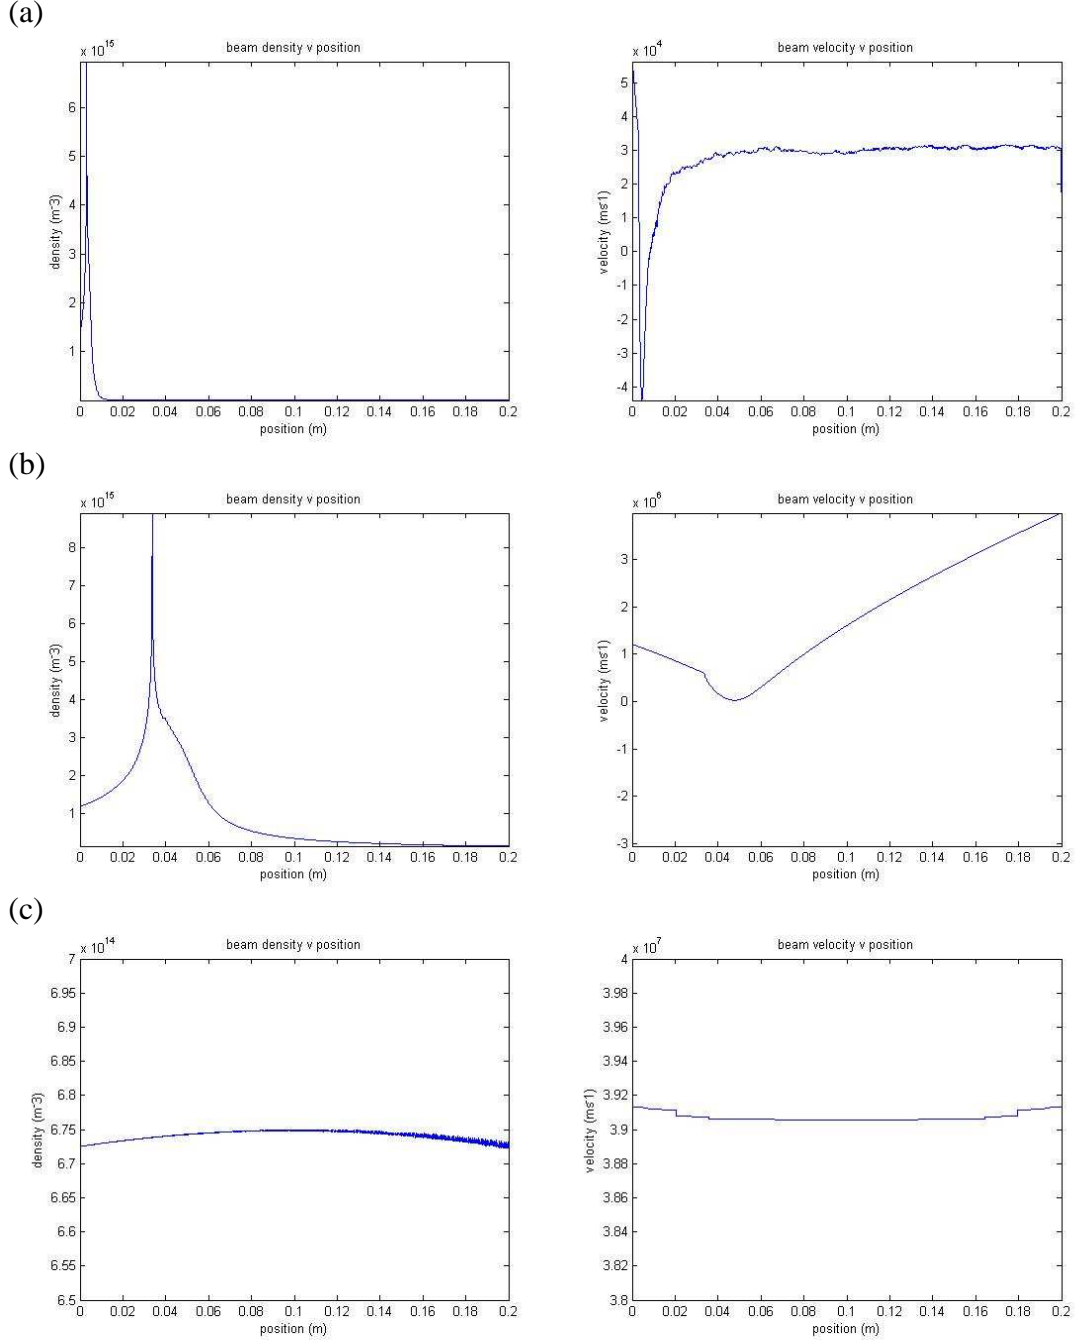 (a)
x 10^15
beam density v position
density (m^-3)
6
5
4
3
2
1
0 0.02 0.04 0.06 0.08 0.1 0.12 0.14 0.16 0.18 0.2
position (m)
x 10^4
beam velocity v position
velocity (ms^-1)
5
4
3
2
1
0
-1
-2
-3
-4
0 0.02 0.04 0.06 0.08 0.1 0.12 0.14 0.16 0.18 0.2
position (m)
(b)
x 10^15
beam density v position
density (m^-3)
8
7
6
5
4
3
2
1
0 0.02 0.04 0.06 0.08 0.1 0.12 0.14 0.16 0.18 0.2
position (m)
x 10^6
beam velocity v position
velocity (ms^-1)
3
2
1
0
-1
-2
-3
0 0.02 0.04 0.06 0.08 0.1 0.12 0.14 0.16 0.18 0.2
position (m)
(c)
x 10^14
beam density v position
density (m^-3)
7
6.95
6.9
6.85
6.8
6.75
6.7
6.65
6.6
6.55
6.5
0 0.02 0.04 0.06 0.08 0.1 0.12 0.14 0.16 0.18 0.2
position (m)
x 10^7
beam velocity v position
velocity (ms^-1)
4
3.98
3.96
3.94
3.92
3.9
3.88
3.86
3.84
3.82
3.8
0 0.02 0.04 0.06 0.08 0.1 0.12 0.14 0.16 0.18 0.2
position (m)